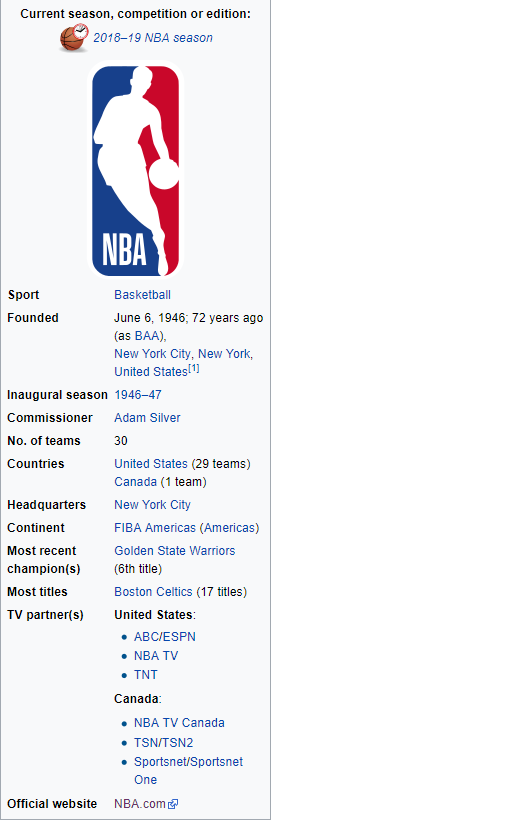 Current season, competition or edition:
2018–19 NBA season
NBA
Sport Basketball
Founded June 6, 1946; 72 years ago
(as BAA),
New York City, New York,
United States[1]
Inaugural season 1946–47
Commissioner Adam Silver
No. of teams 30
Countries United States (29 teams)
Canada (1 team)
Headquarters New York City
Continent FIBA Americas (Americas)
Most recent Golden State Warriors
champion(s) (6th title)
Most titles Boston Celtics (17 titles)
TV partner(s) United States:
• ABC/ESPN
• NBA TV
• TNT
Canada:
• NBA TV Canada
• TSN/TSN2
• Sportsnet/Sportsnet
One
Official website NBA.com